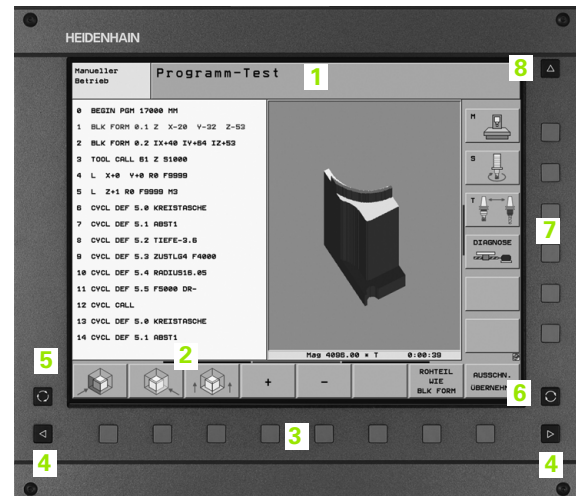 HEIDENHAIN
Manueller
Betrieb
Programm-Test
1
8
0 BEGIN PGM 17000 MM
1 BLK FORM 0.1 Z X-20 Y-32 Z-53
2 BLK FORM 0.2 IX+40 IY+64 IZ+53
3 TOOL CALL 61 Z S1000
4 L X+0 Y+0 R0 F9999
5 L Z+1 R0 F9999 M3
6 CYCL DEF 5.0 KREISTASCHE
7 CYCL DEF 5.1 ABST1
8 CYCL DEF 5.2 TIEFE-3.6
9 CYCL DEF 5.3 ZUSTLG4 F4000
10 CYCL DEF 5.4 RADIUS16.05
11 CYCL DEF 5.5 F5000 DR-
12 CYCL CALL
13 CYCL DEF 5.0 KREISTASCHE
14 CYCL DEF 5.1 ABST1
M
S
T
DIAGNOSE
7
Mag 4096.00 * T 0:00:39
5
2
+
-
ROHTEIL
WIE
BLK FORM
AUSSCHN.
ÜBERNEHM
6
3
4
4